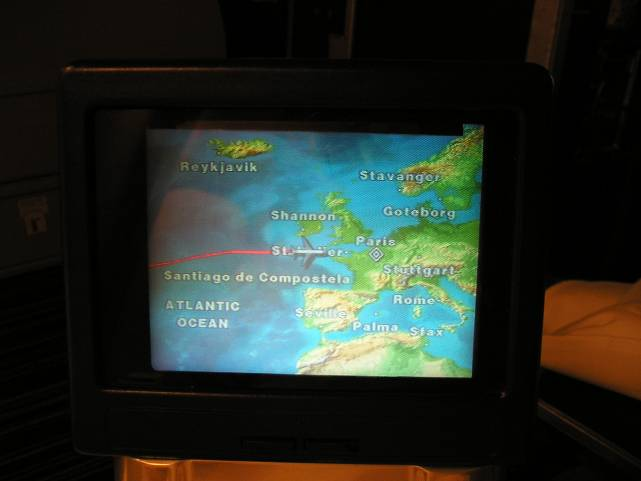 Reykjavik
Stavanger
Shannon
Goteborg
Paris
Stuttgart
Santiago de Compostela
Rome
ATLANTIC
OCEAN
Seville
Palma
Sfax